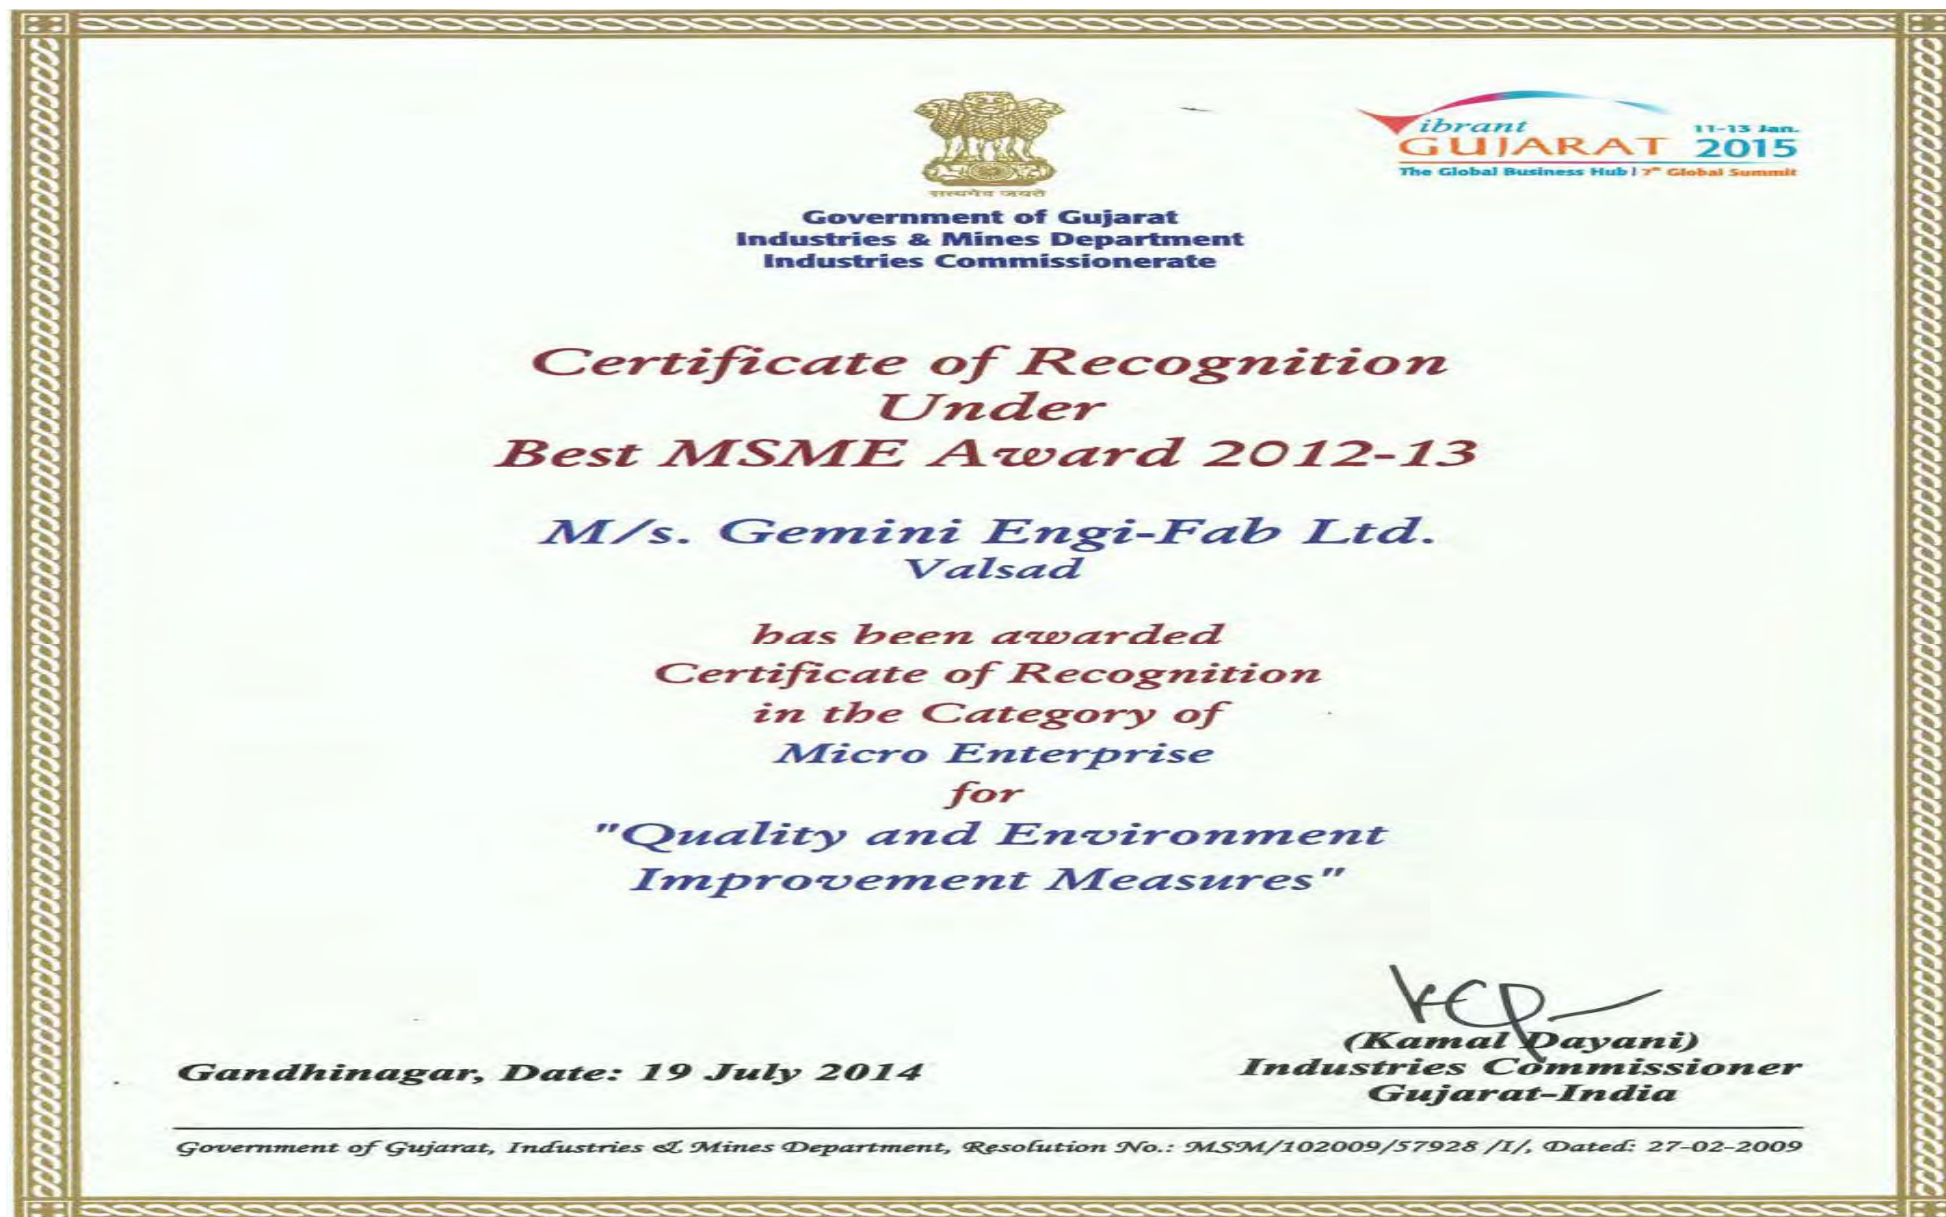 सत्यमेव जयते
Government of Gujarat
Industries & Mines Department
Industries Commissionerate
Vibrant
GUJARAT
11-13 Jan.
2015
The Global Business Hub | 7th Global Summit
Certificate of Recognition
Under
Best MSME Award 2012-13
M/s. Gemini Engi-Fab Ltd.
Valsad
has been awarded
Certificate of Recognition
in the Category of
Micro Enterprise
for
"Quality and Environment
Improvement Measures"
(Kamal Dayani)
Industries Commissioner
Gujarat-India
Gandhinagar, Date: 19 July 2014
Government of Gujarat, Industries & Mines Department, Resolution No.: MSM/102009/57928 /I/, Dated: 27-02-2009